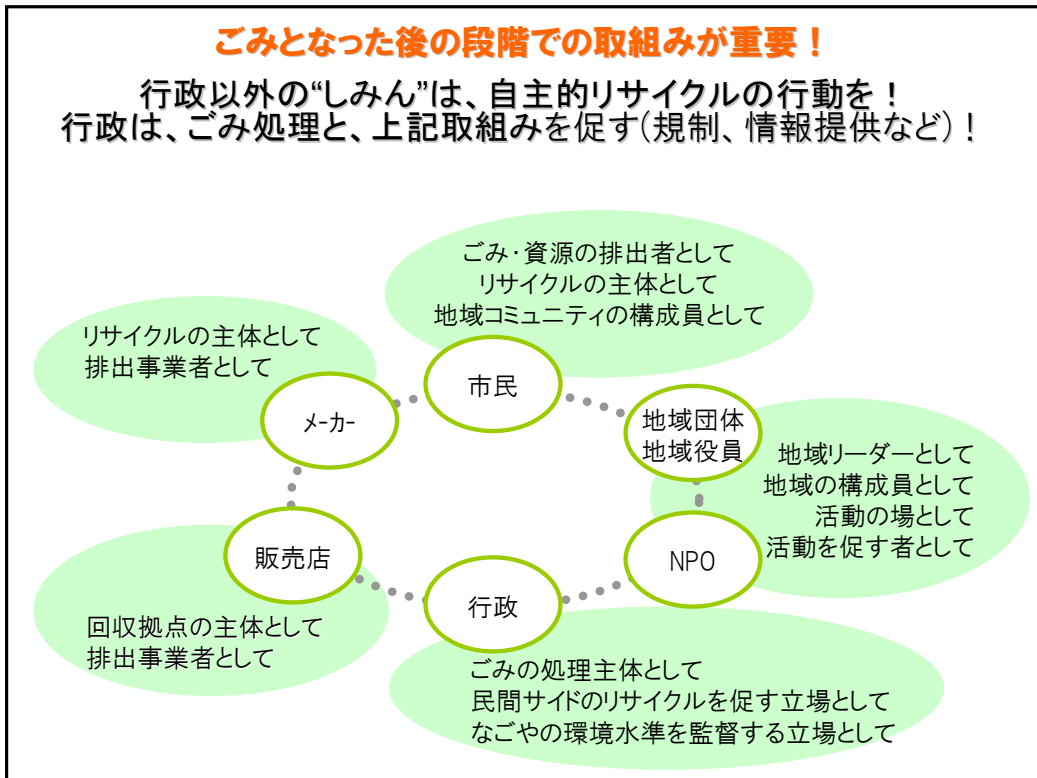 ごみとなった後の段階での取組みが重要！
行政以外の“しみん”は、自主的リサイクルの行動を！
行政は、ごみ処理と、上記取組みを促す(規制、情報提供など)！
ごみ・資源の排出者として
リサイクルの主体として
地域コミュニティの構成員として
リサイクルの主体として
排出事業者として
市民
ﾒｰｶｰ
地域団体
地域役員
地域リーダーとして
地域の構成員として
活動の場として
活動を促す者として
販売店
NPO
行政
回収拠点の主体として
排出事業者として
ごみの処理主体として
民間サイドのリサイクルを促す立場として
なごやの環境水準を監督する立場として